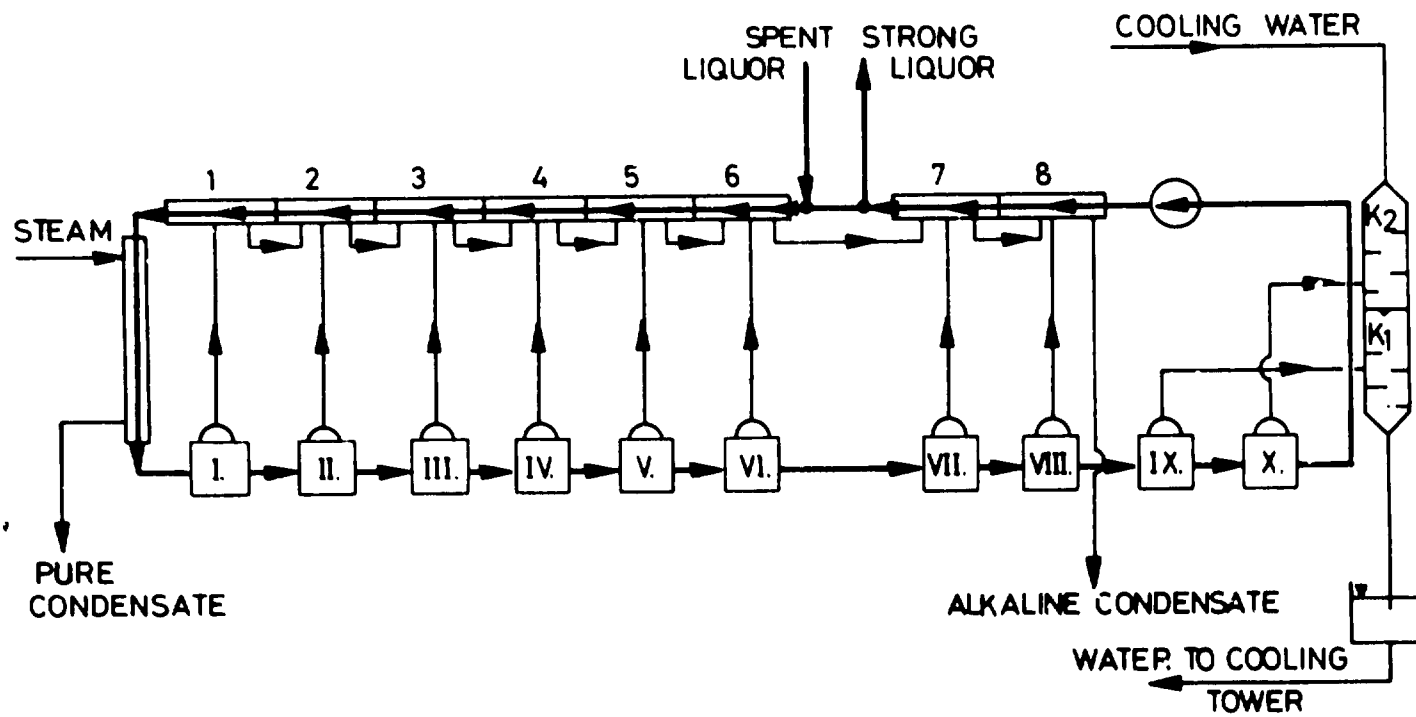 COOLING WATER
SPENT STRONG
LIQUOR LIQUOR
1 2 3 4 5 6 7 8
STEAM
K2
K1
I. II. III. IV. V. VI. VII. VIII. IX. X.
PURE
CONDENSATE
ALKALINE CONDENSATE
WATER. TO COOLING
TOWER